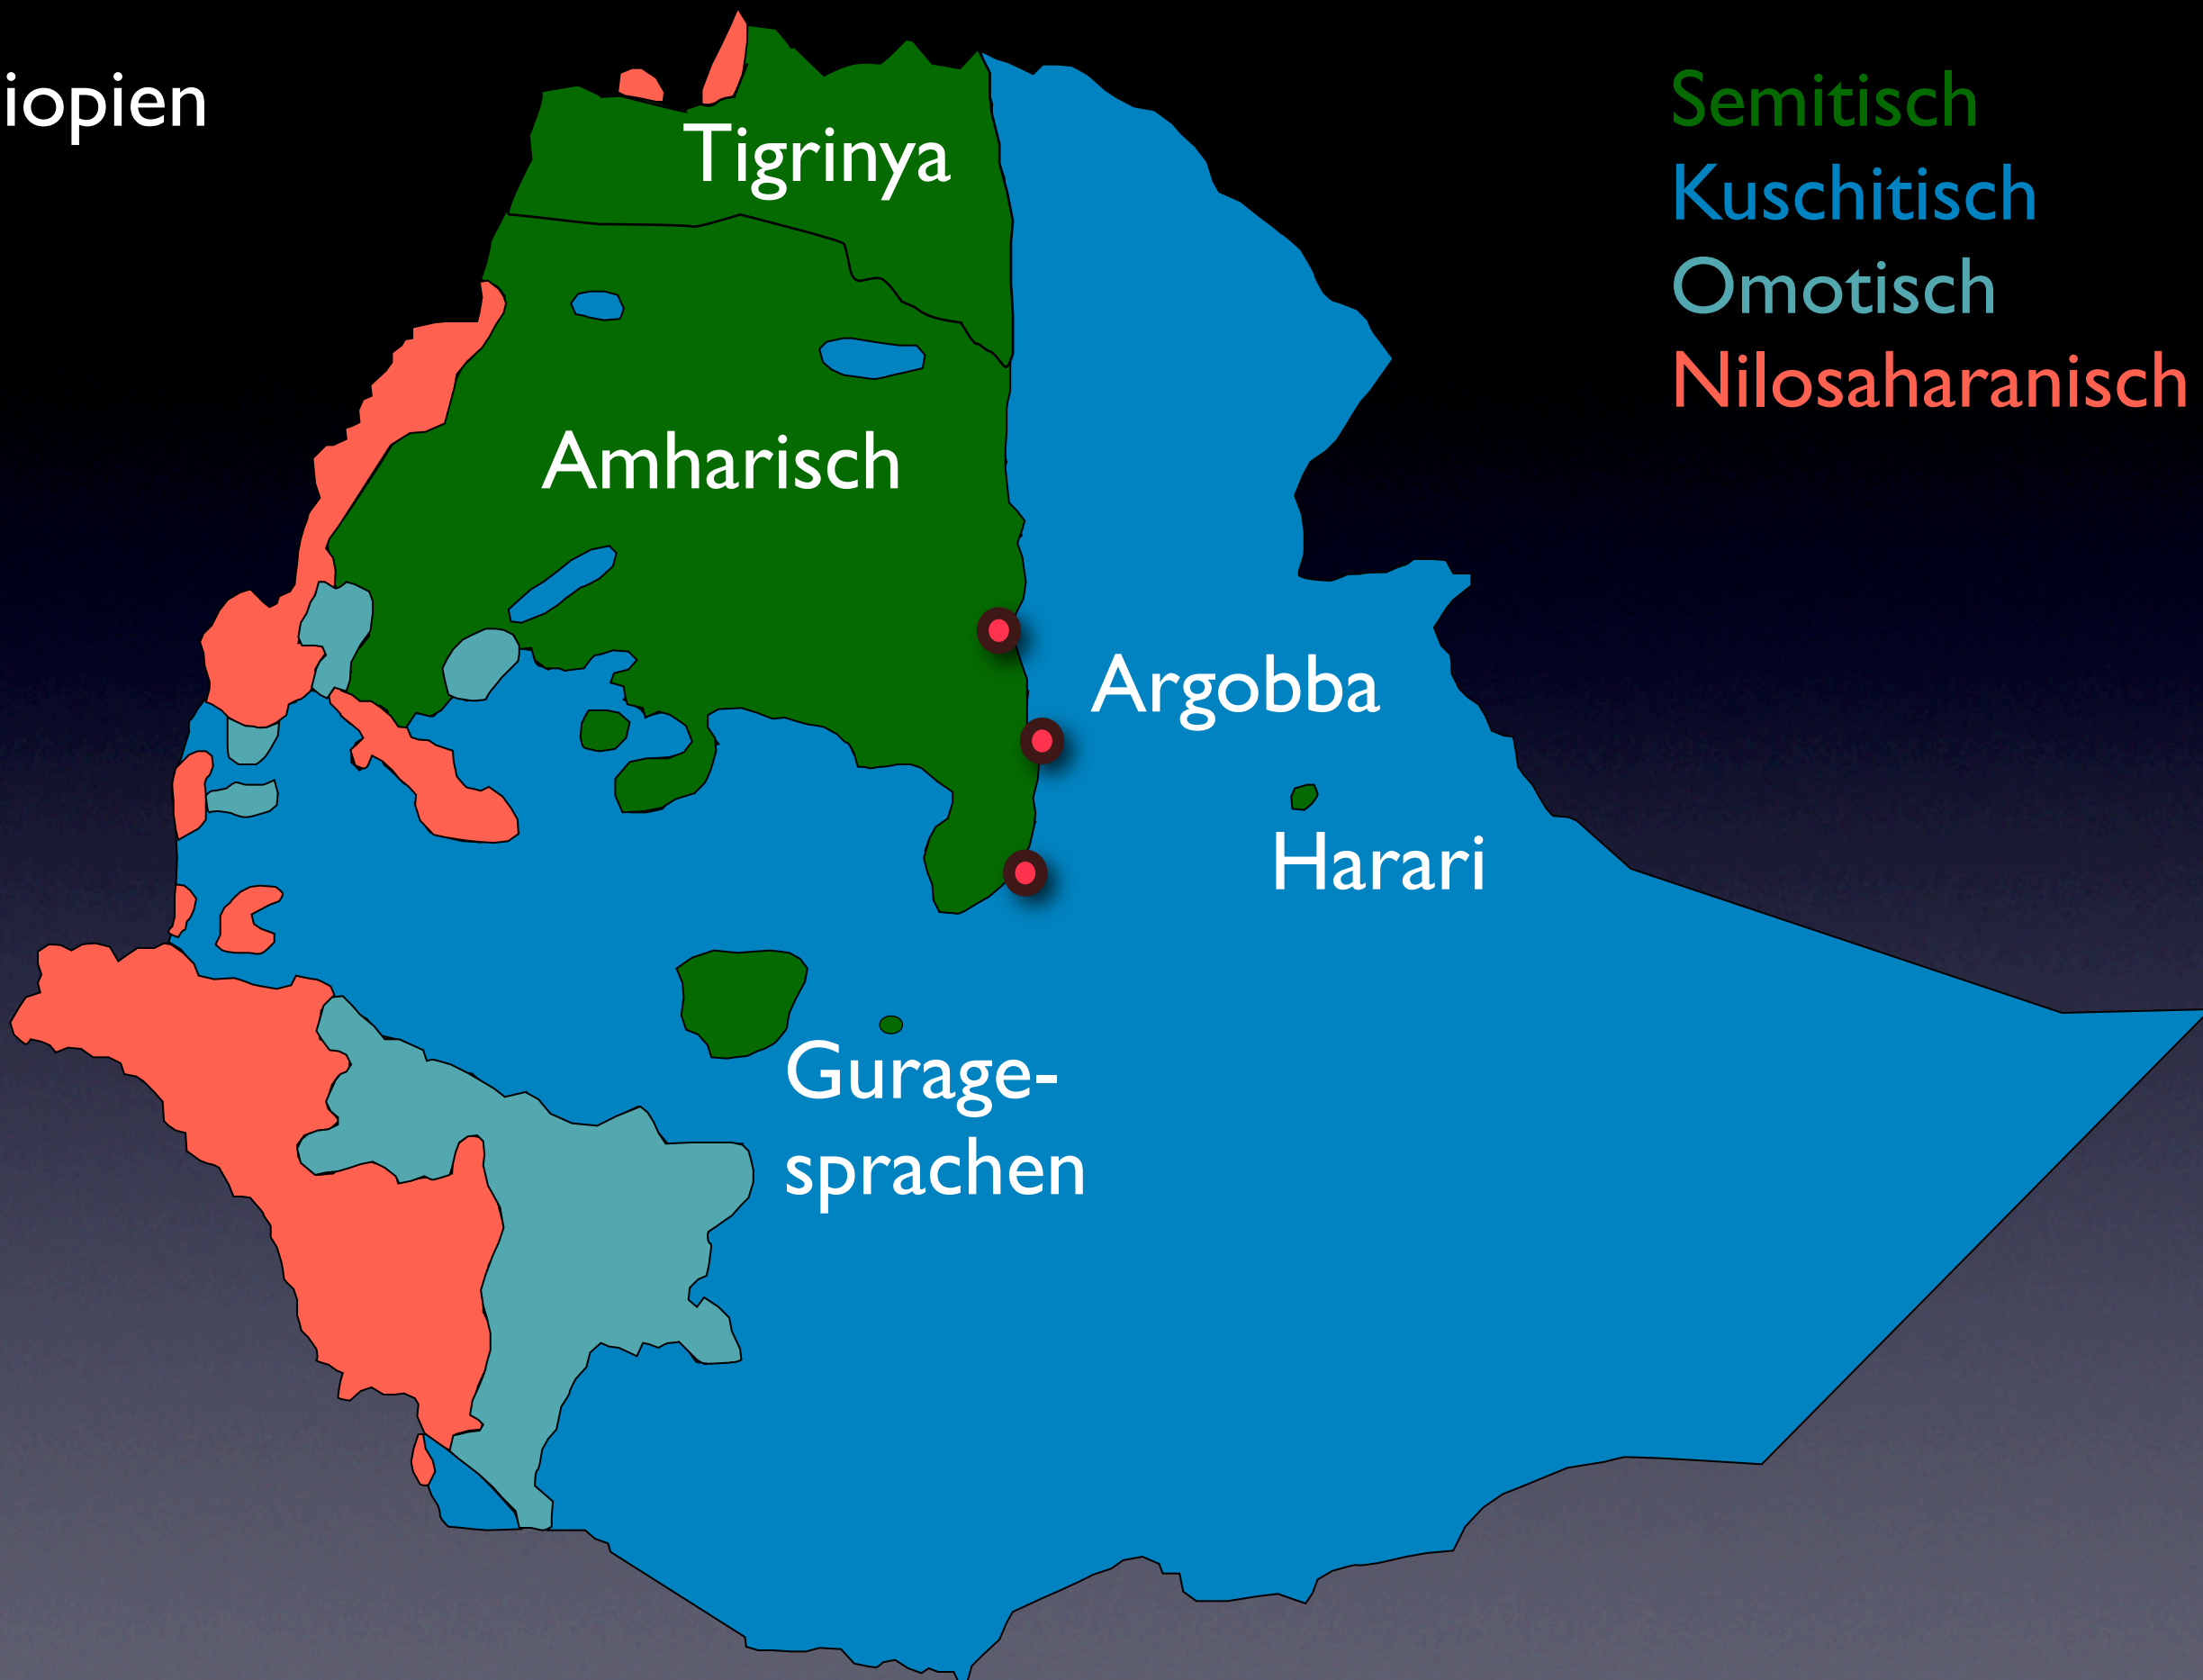 iopien
Semitisch
Kuschitisch
Omotisch
Nilosaharanisch
Tigrinya
Amharisch
Argobba
Harari
Gurage-
sprachen